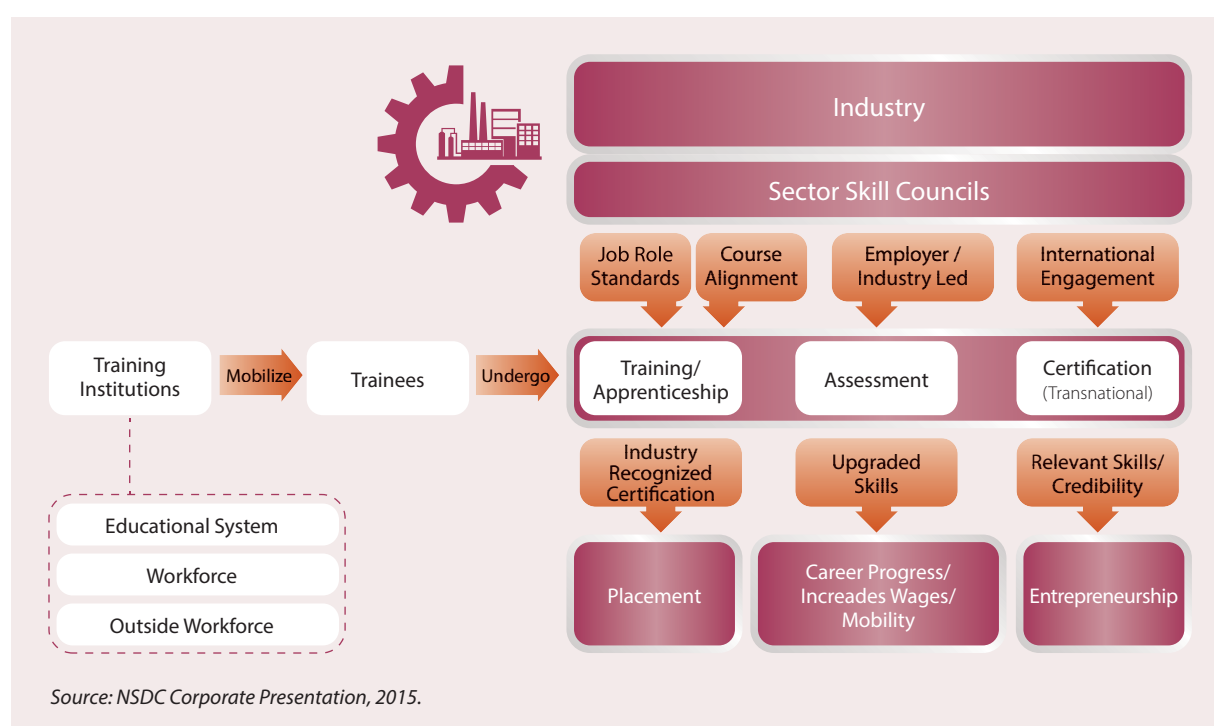 Industry
Sector Skill Councils
Job Role
Standards
Course
Alignment
Employer /
Industry Led
International
Engagement
Training
Institutions
Mobilize
Trainees
Undergo
Training/
Apprenticeship
Assessment
Certification
(Transnational)
Industry
Recognized
Certification
Upgraded
Skills
Relevant Skills/
Credibility
Educational System
Workforce
Outside Workforce
Placement
Career Progress/
Increades Wages/
Mobility
Entrepreneurship
Source: NSDC Corporate Presentation, 2015.